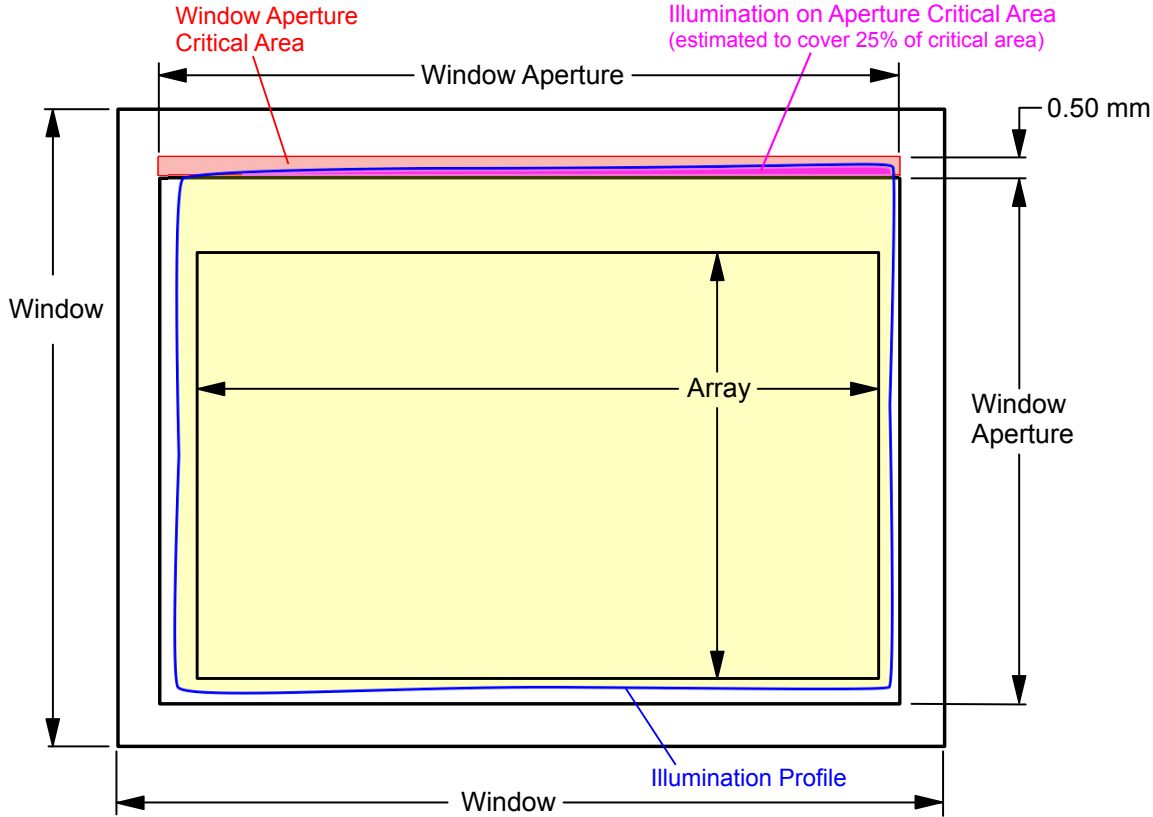 Window Aperture
Critical Area
Illumination on Aperture Critical Area
(estimated to cover 25% of critical area)
Window Aperture
0.50 mm
Window
Array
Window
Aperture
Illumination Profile
Window